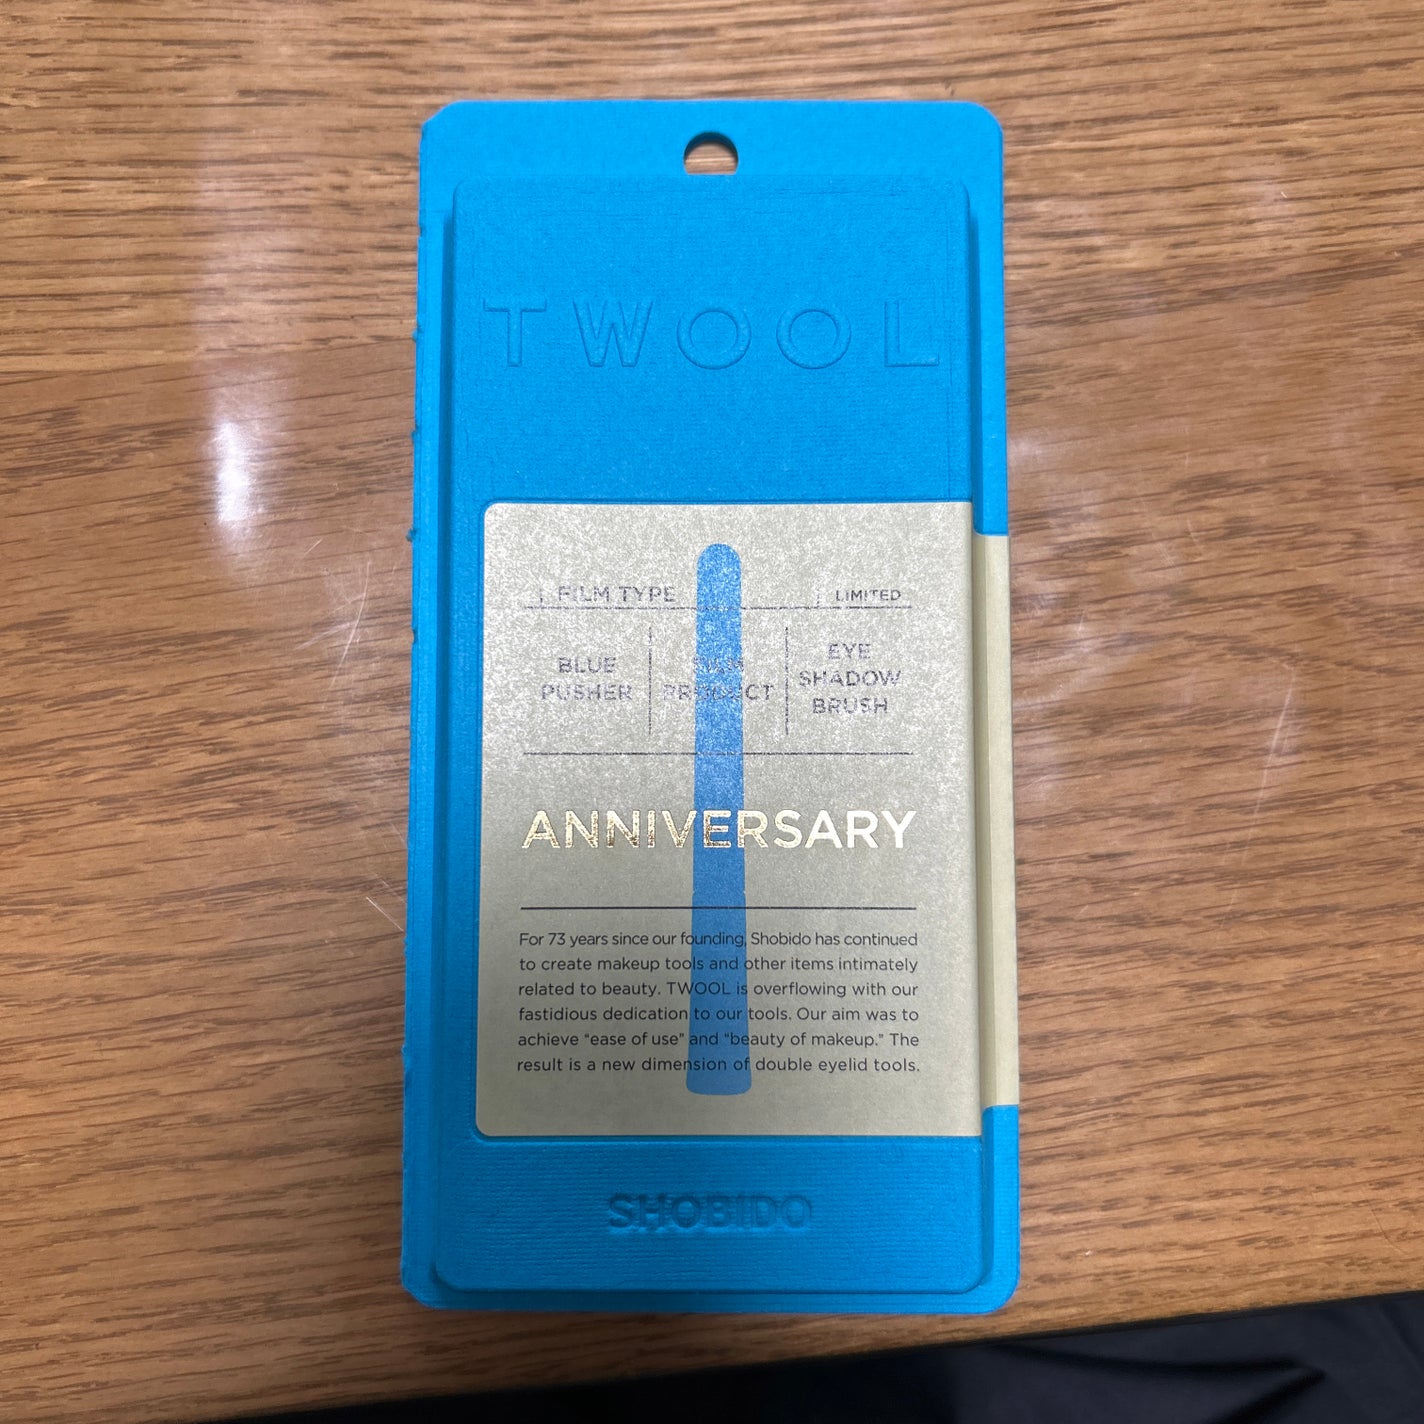 TWOOL
FILM TYPE
LIMITED
BLUE
PUSHER
FILM
PRODUCT
EYE
SHADOW
BRUSH
ANNIVERSARY
For 73 years since our founding, Shobido has continued
to create makeup tools and other items intimately
related to beauty. TWOOL is overflowing with our
fastidious dedication to our tools. Our aim was to
achieve “ease of use” and “beauty of makeup.” The
result is a new dimension of double eyelid tools.
SHOBIDO